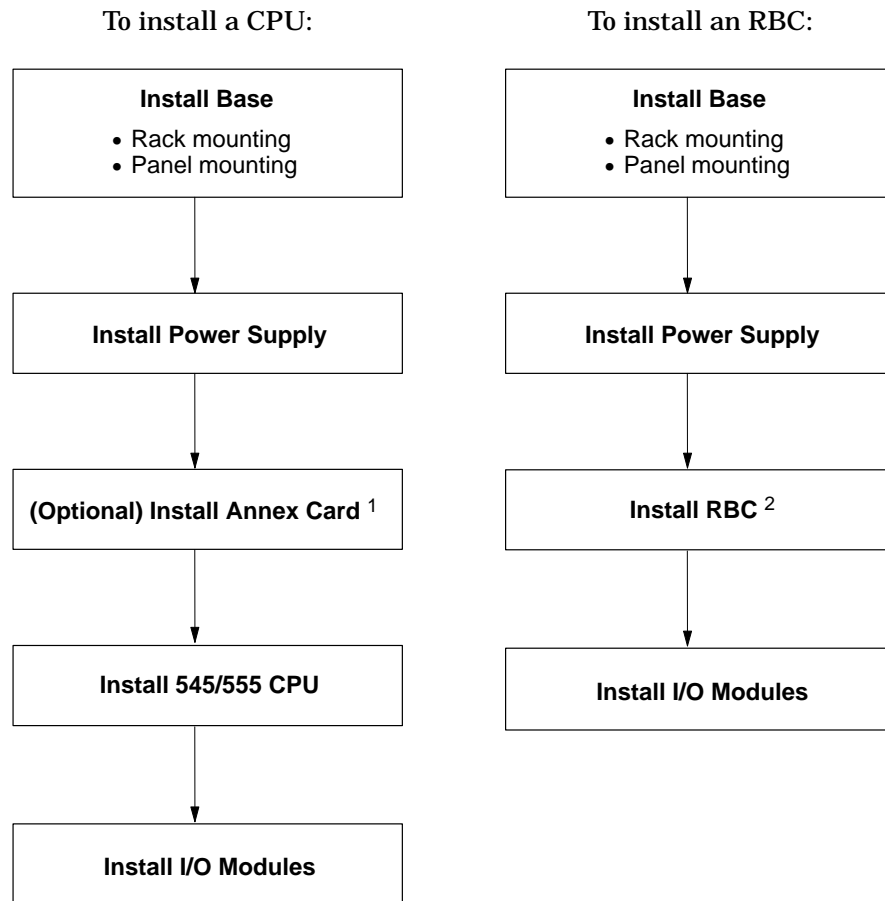 To install a CPU:
Install Base
• Rack mounting
• Panel mounting
Install Power Supply
(Optional) Install Annex Card 1
Install 545/555 CPU
Install I/O Modules
To install an RBC:
Install Base
• Rack mounting
• Panel mounting
Install Power Supply
Install RBC 2
Install I/O Modules